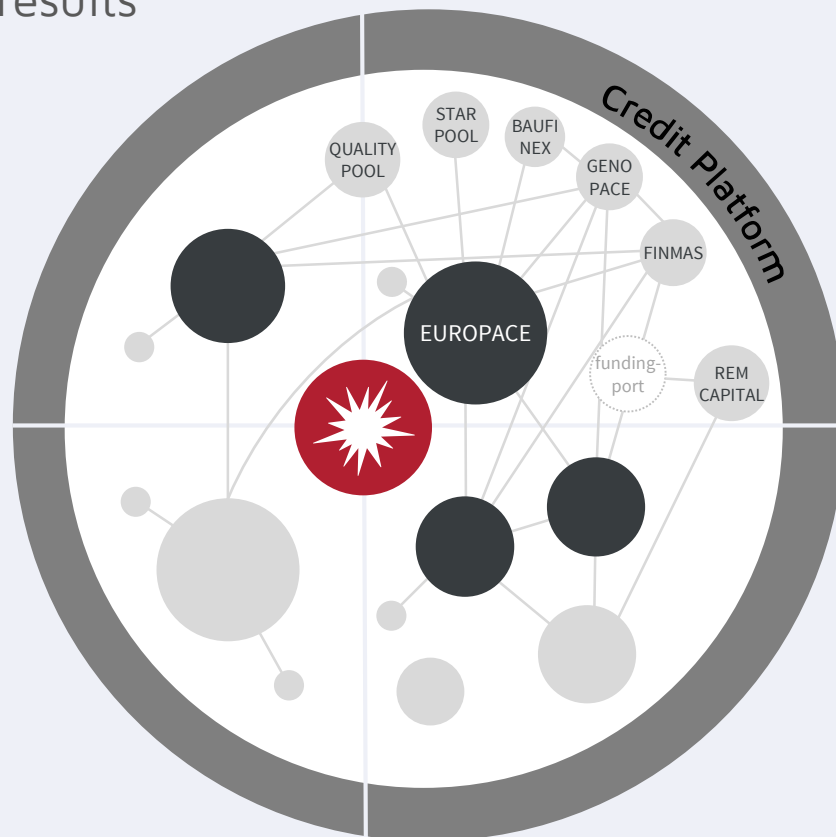 results
Credit Platform
STAR
POOL
BAUFI
NEX
QUALITY
POOL
GENO
PACE
FINMAS
EUROPACE
funding-
port
REM
CAPITAL